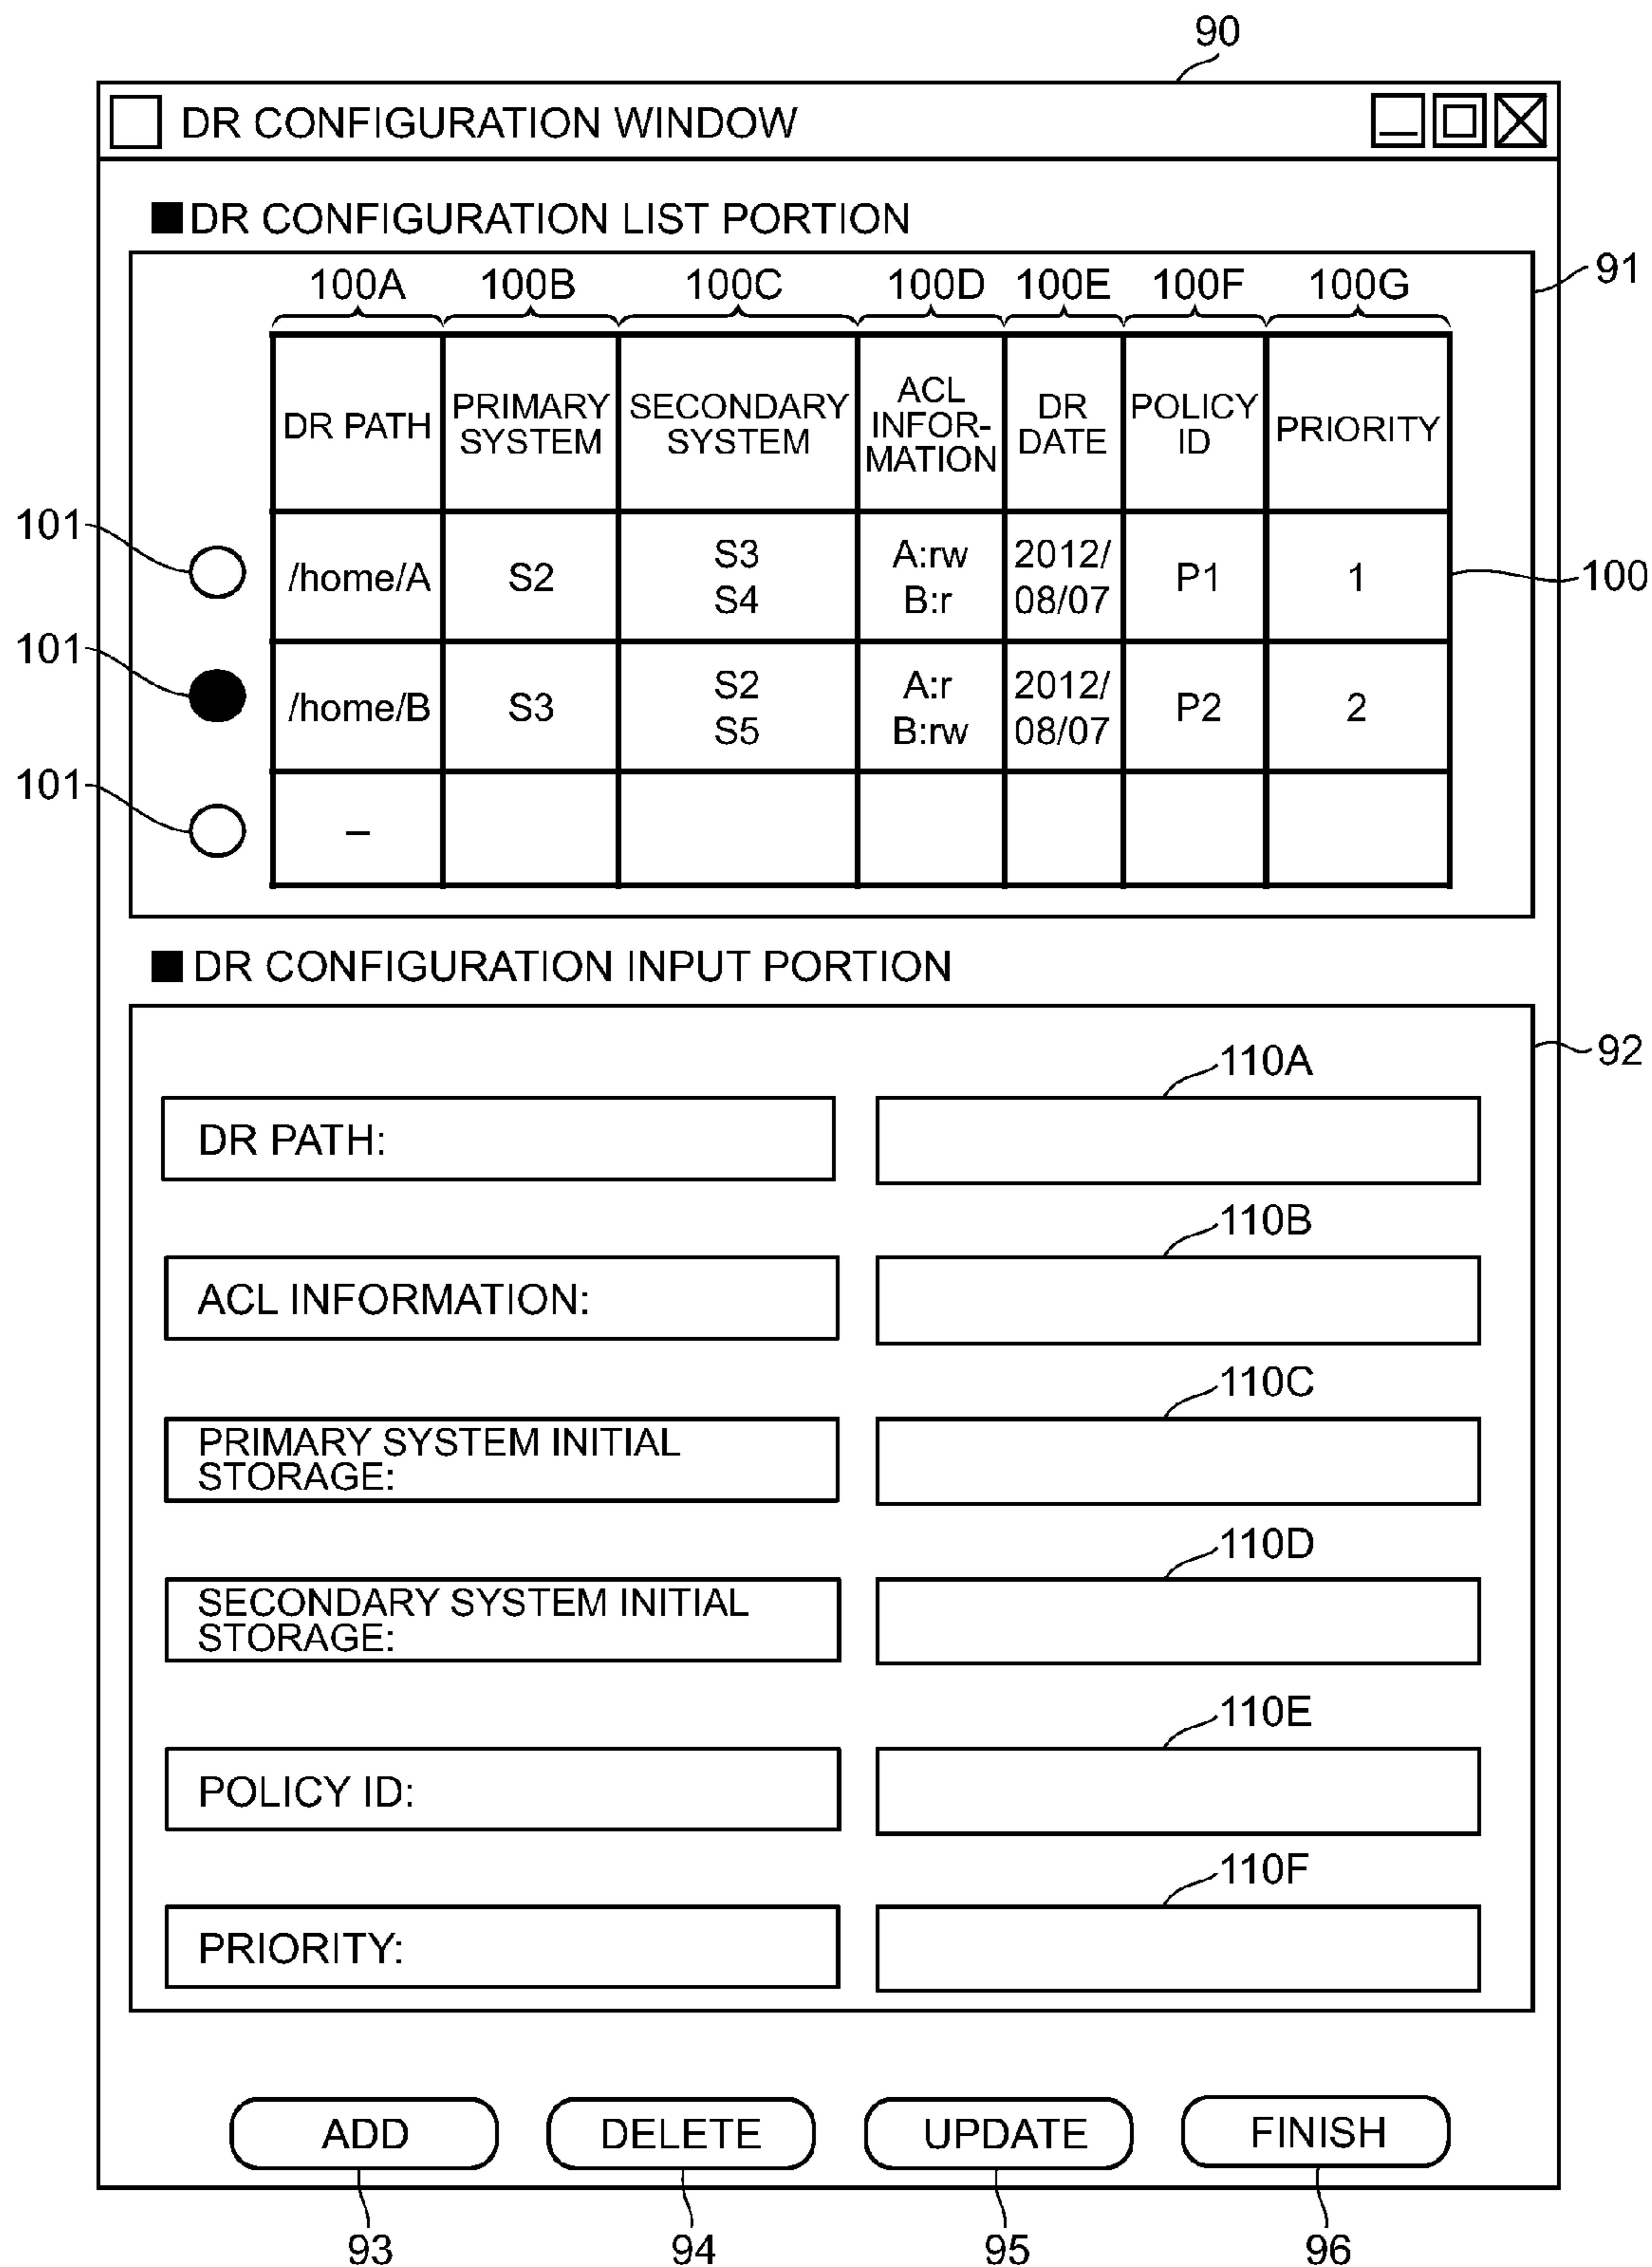 90
DR CONFIGURATION WINDOW
DR CONFIGURATION LIST PORTION
91
100A 100B 100C 100D 100E 100F 100G
DR PATH
PRIMARY
SYSTEM
SECONDARY
SYSTEM
ACL
INFOR-
MATION
DR
DATE
POLICY
ID
PRIORITY
101
/home/A
S2
S3
S4
A:rw
B:r
2012/
08/07
P1
1
100
101
/home/B
S3
S2
S5
A:r
B:rw
2012/
08/07
P2
2
101
–
DR CONFIGURATION INPUT PORTION
92
110A
DR PATH:
110B
ACL INFORMATION:
110C
PRIMARY SYSTEM INITIAL
STORAGE:
110D
SECONDARY SYSTEM INITIAL
STORAGE:
110E
POLICY ID:
110F
PRIORITY:
ADD DELETE UPDATE FINISH
93 94 95 96